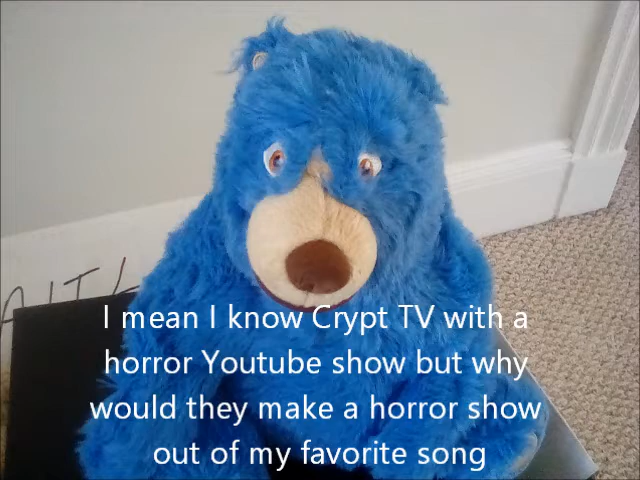 AIT
I mean I know Crypt TV with a
horror Youtube show but why
would they make a horror show
out of my favorite song